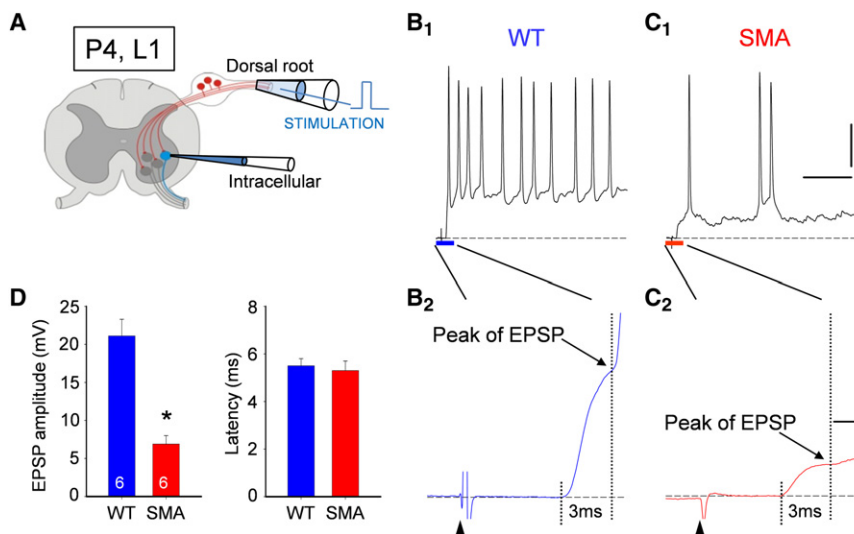 A
P4, L1
Dorsal root
STIMULATION
Intracellular
B1
WT
C1
SMA
D
EPSP amplitude (mV)
25
20
15
10
5
0
*
6
6
WT
SMA
Latency (ms)
8
6
4
2
0
WT
SMA
B2
Peak of EPSP
3ms
C2
Peak of EPSP
3ms